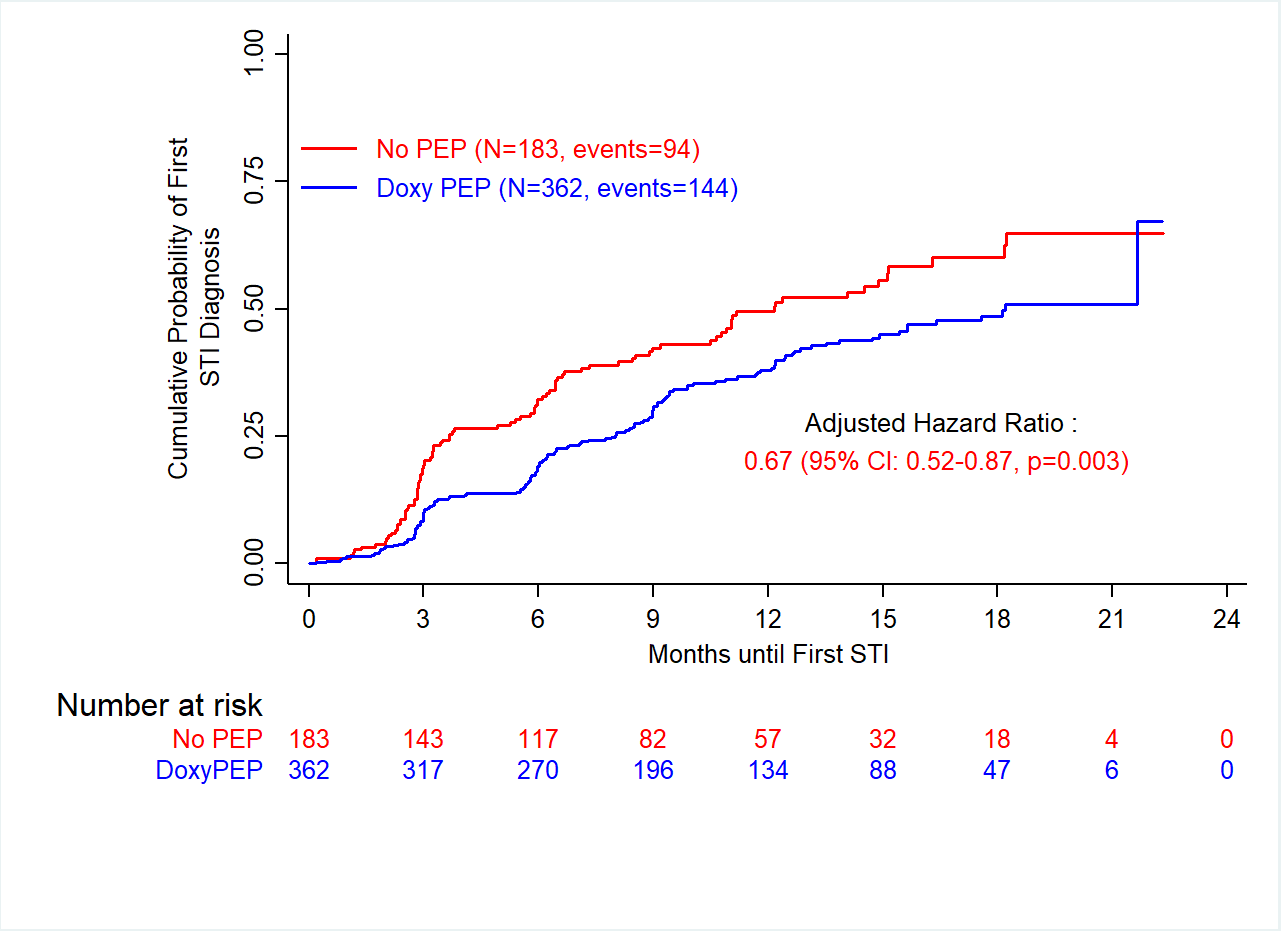 1.00
0.75
0.50
0.25
0.00
Cumulative Probability of First
STI Diagnosis
No PEP (N=183, events=94)
Doxy PEP (N=362, events=144)
Adjusted Hazard Ratio :
0.67 (95% CI: 0.52-0.87, p=0.003)
0 3 6 9 12 15 18 21 24
Months until First STI
Number at risk
No PEP 183 143 117 82 57 32 18 4 0
DoxyPEP 362 317 270 196 134 88 47 6 0